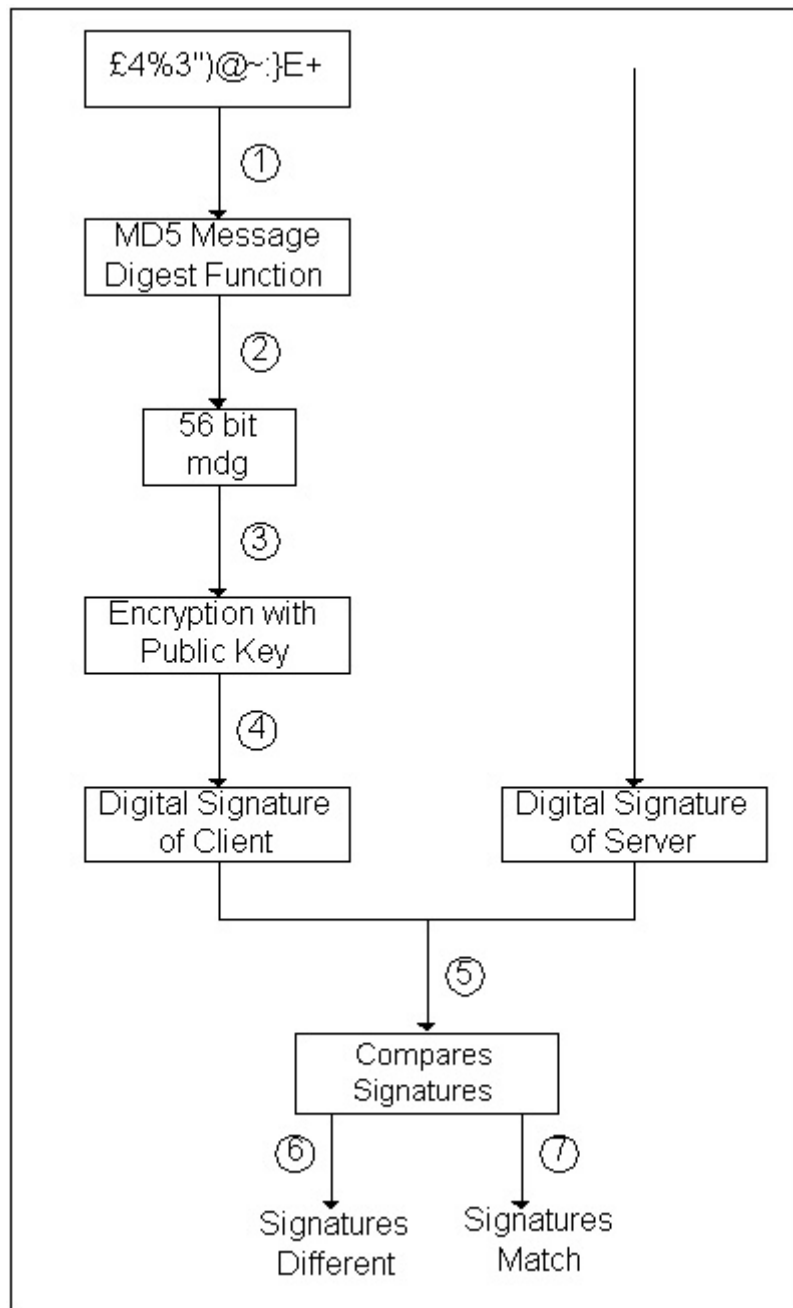 £4%3")@~:}E+
1
MD5 Message
Digest Function
2
56 bit
mdg
3
Encryption with
Public Key
4
Digital Signature
of Client
Digital Signature
of Server
5
Compares
Signatures
6
7
Signatures
Different
Signatures
Match